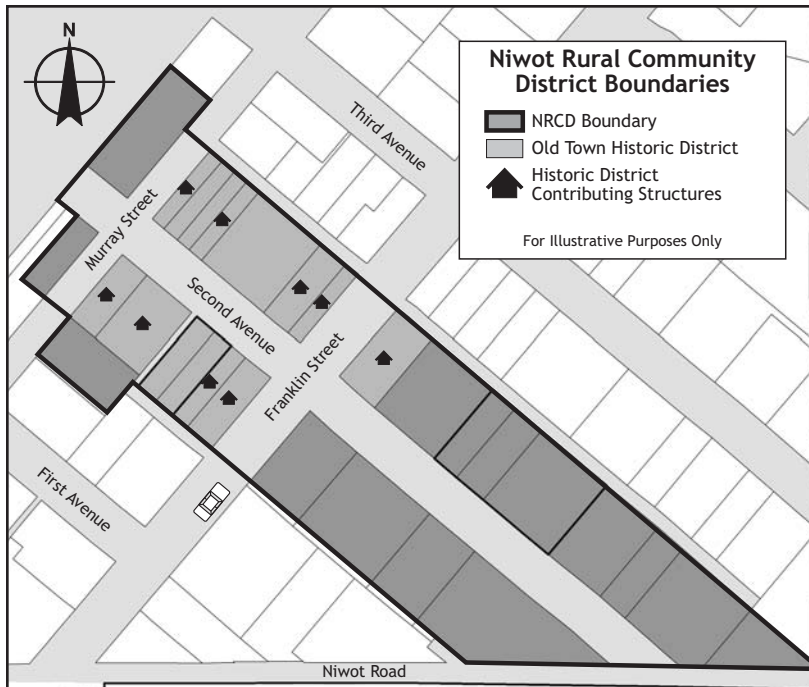 N
Niwot Rural Community
District Boundaries
NRCD Boundary
Old Town Historic District
Historic District
Contributing Structures
For Illustrative Purposes Only
Third Avenue
Murray Street
Second Avenue
Franklin Street
First Avenue
Niwot Road